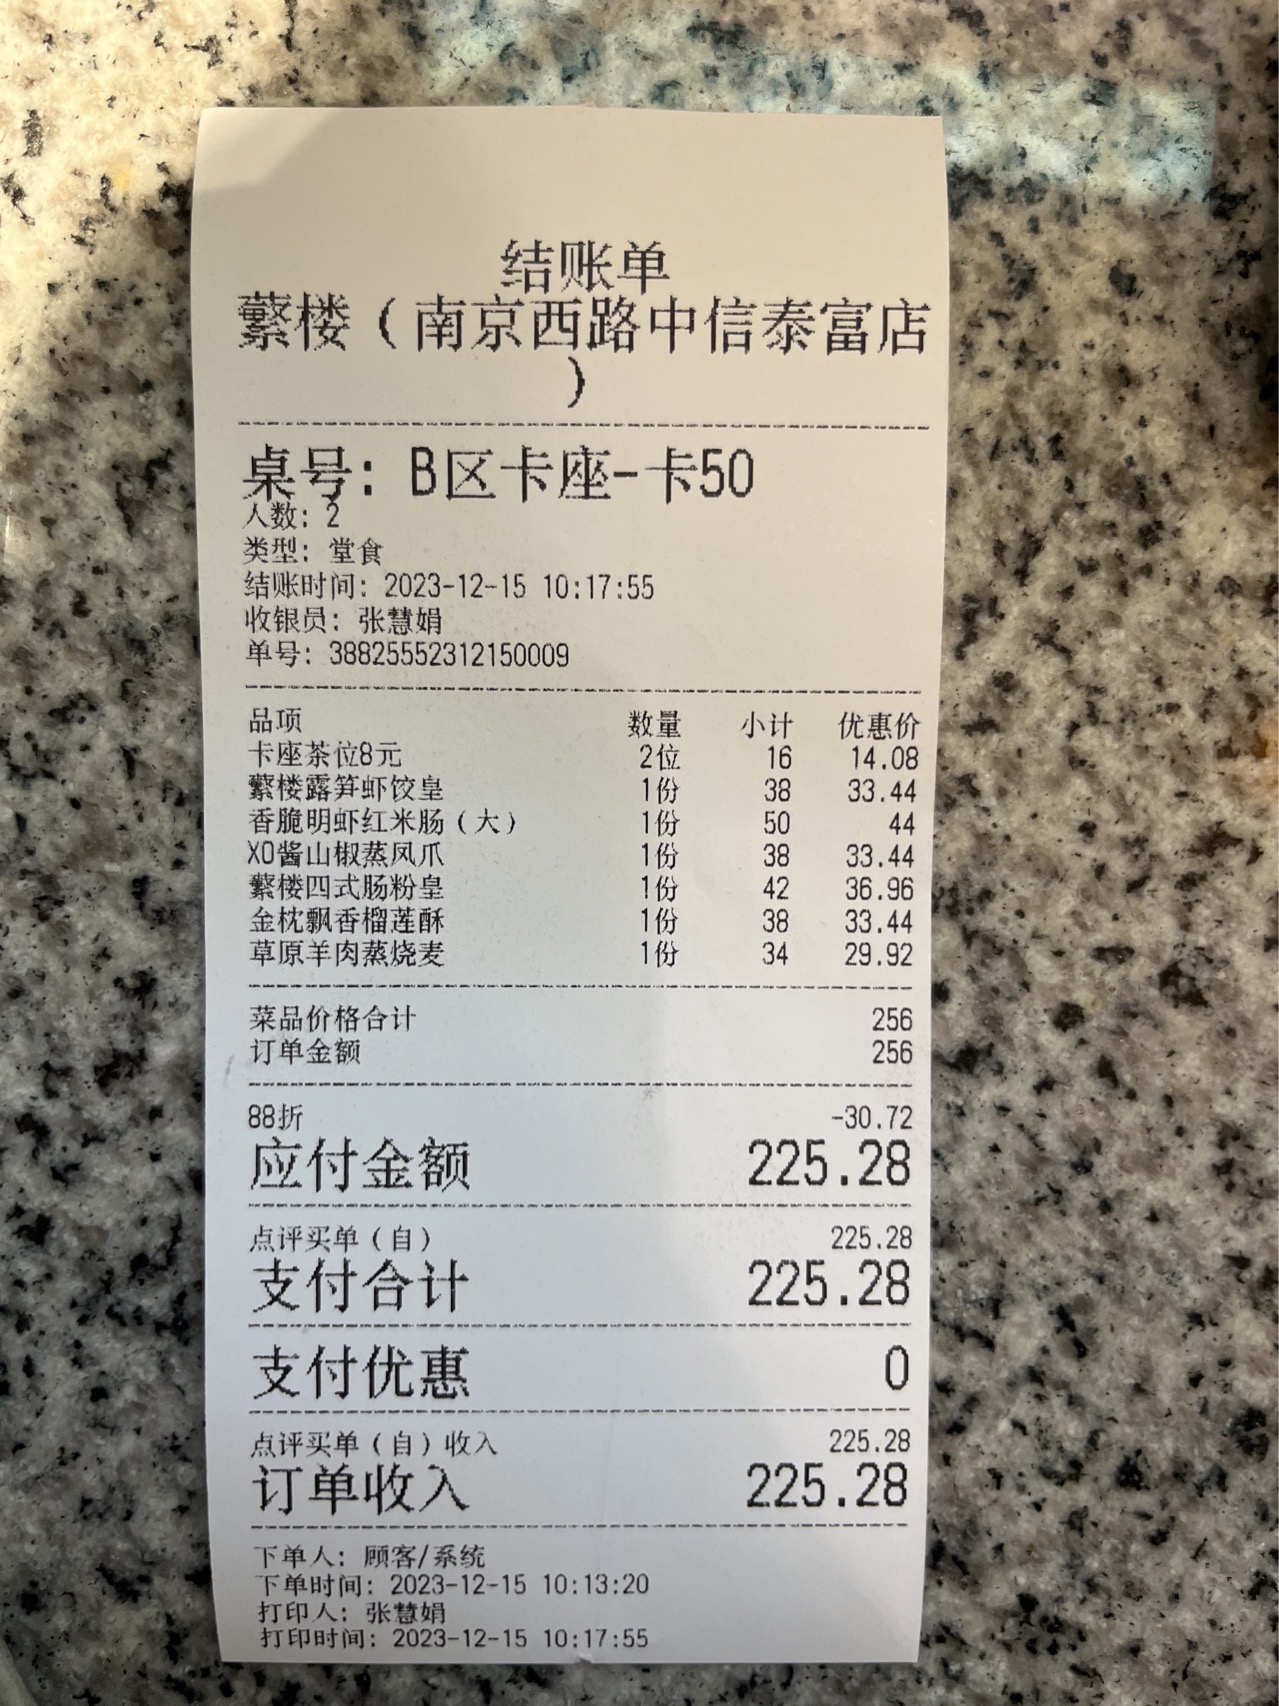 结账单
蘩楼（南京西路中信泰富店
）
桌号: B区卡座-卡50
人数: 2
类型: 堂食
结账时间: 2023-12-15 10:17:55
收银员: 张慧娟
单号: 38825552312150009
品项 数量 小计 优惠价
卡座茶位8元 2位 16 14.08
蘩楼露笋虾饺皇 1份 38 33.44
香脆明虾红米肠（大） 1份 50 44
XO酱山椒蒸凤爪 1份 38 33.44
蘩楼四式肠粉皇 1份 42 36.96
金枕飘香榴莲酥 1份 38 33.44
草原羊肉蒸烧麦 1份 34 29.92
菜品价格合计 256
订单金额 256
88折 -30.72
应付金额 225.28
点评买单（自） 225.28
支付合计 225.28
支付优惠 0
点评买单（自）收入 225.28
订单收入 225.28
下单人: 顾客/系统
下单时间: 2023-12-15 10:13:20
打印人: 张慧娟
打印时间: 2023-12-15 10:17:55